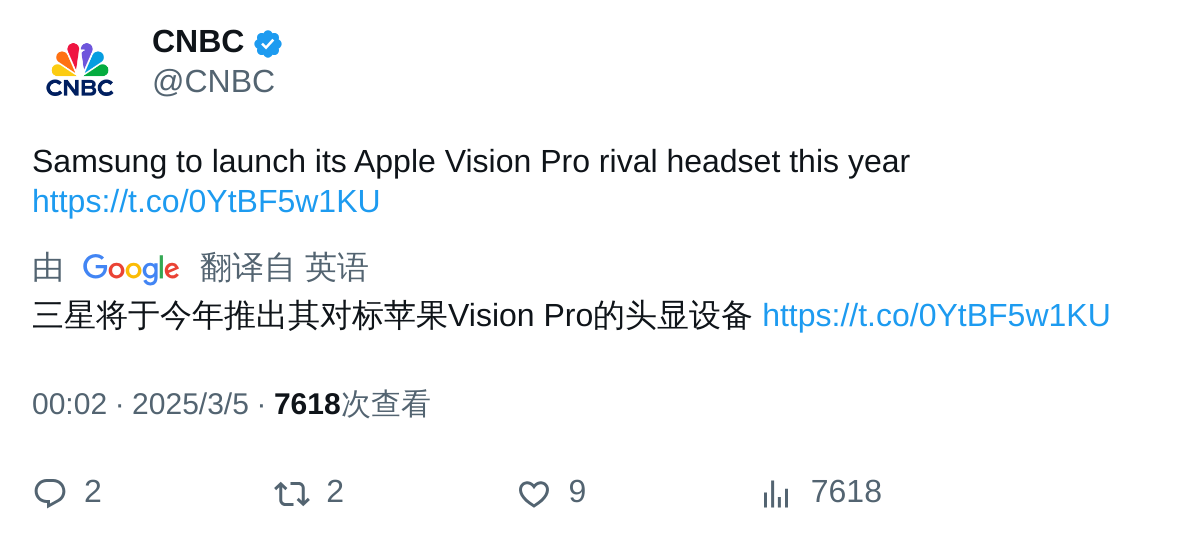 CNBC
CNBC
@CNBC
Samsung to launch its Apple Vision Pro rival headset this year
https://t.co/0YtBF5w1KU
由 Google 翻译自 英语
三星将于今年推出其对标苹果Vision Pro的头显设备 https://t.co/0YtBF5w1KU
00:02 · 2025/3/5 · 7618次查看
2 2 9 7618